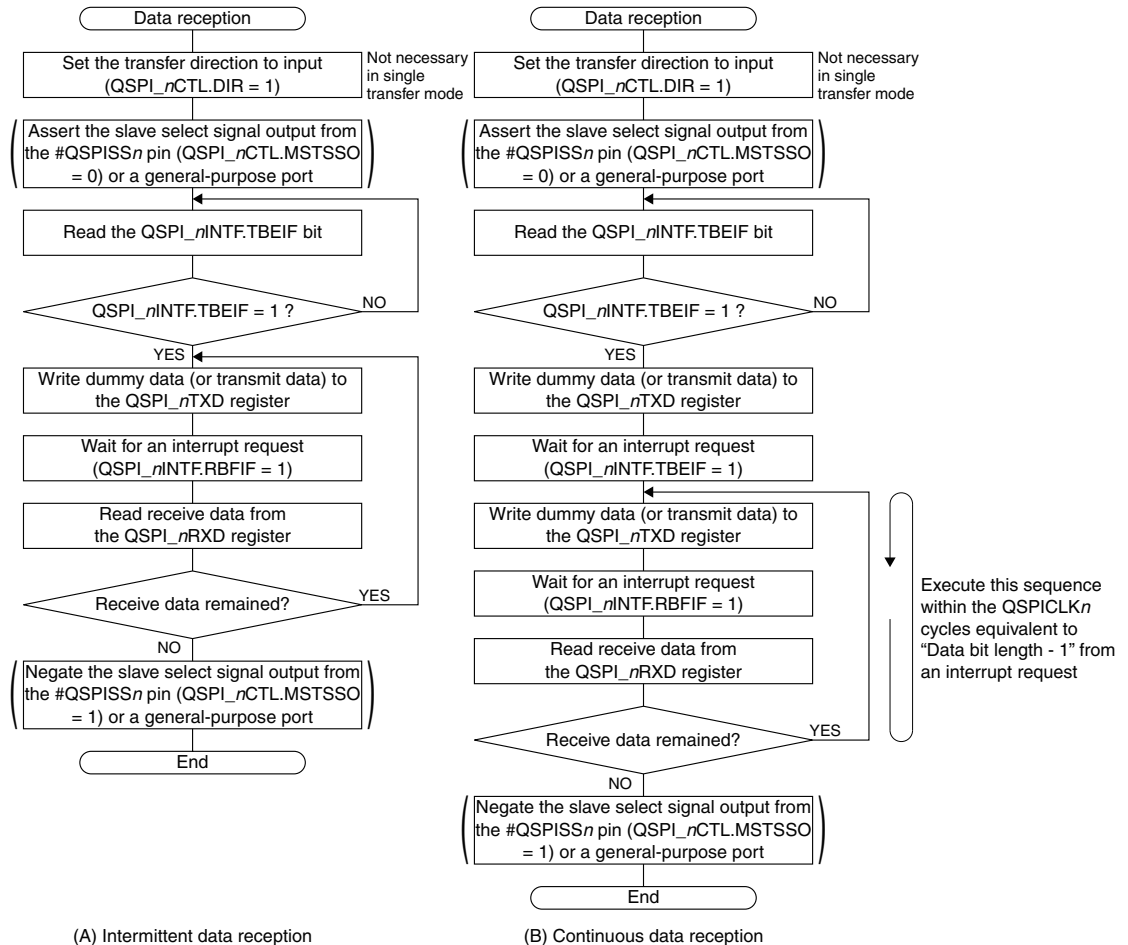 Data reception
Set the transfer direction to input
(QSPI_nCTL.DIR = 1)
Not necessary
in single
transfer mode
Assert the slave select signal output from
the #QSPISSn pin (QSPI_nCTL.MSTSSO
= 0) or a general-purpose port
Read the QSPI_nINTF.TBEIF bit
QSPI_nINTF.TBEIF = 1 ?
NO
YES
Write dummy data (or transmit data) to
the QSPI_nTXD register
Wait for an interrupt request
(QSPI_nINTF.RBFIF = 1)
Read receive data from
the QSPI_nRXD register
Receive data remained?
YES
NO
Negate the slave select signal output from
the #QSPISSn pin (QSPI_nCTL.MSTSSO
= 1) or a general-purpose port
End
(A) Intermittent data reception
Data reception
Set the transfer direction to input
(QSPI_nCTL.DIR = 1)
Not necessary
in single
transfer mode
Assert the slave select signal output from
the #QSPISSn pin (QSPI_nCTL.MSTSSO
= 0) or a general-purpose port
Read the QSPI_nINTF.TBEIF bit
QSPI_nINTF.TBEIF = 1 ?
NO
YES
Write dummy data (or transmit data) to
the QSPI_nTXD register
Wait for an interrupt request
(QSPI_nINTF.TBEIF = 1)
Write dummy data (or transmit data) to
the QSPI_nTXD register
Wait for an interrupt request
(QSPI_nINTF.RBFIF = 1)
Read receive data from
the QSPI_nRXD register
Receive data remained?
YES
NO
Execute this sequence
within the QSPICLKn
cycles equivalent to
“Data bit length - 1” from
an interrupt request
Negate the slave select signal output from
the #QSPISSn pin (QSPI_nCTL.MSTSSO
= 1) or a general-purpose port
End
(B) Continuous data reception